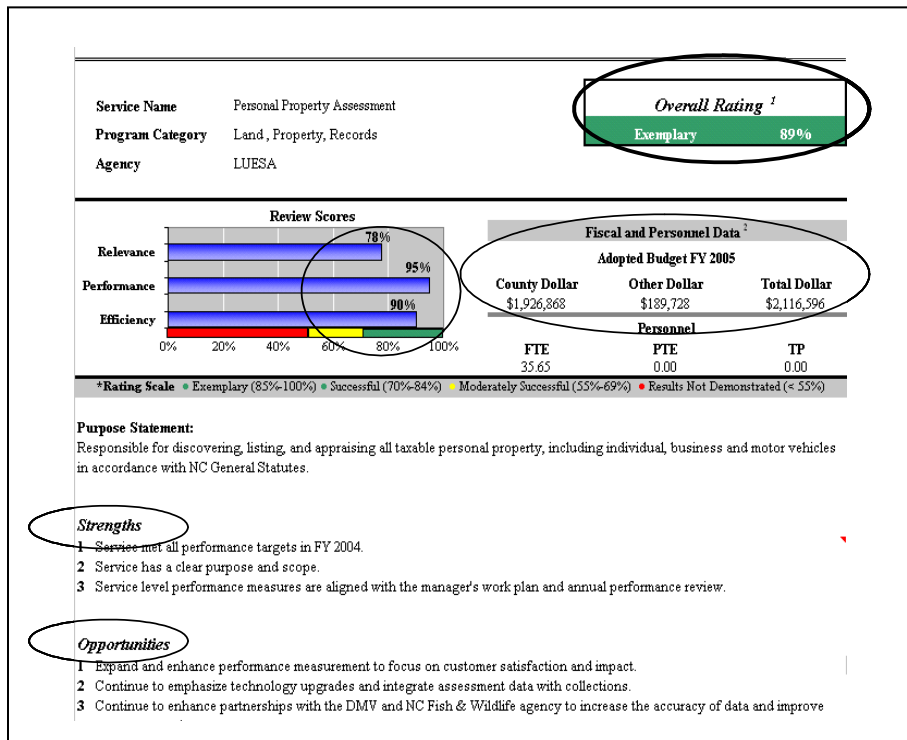 Service Name Personal Property Assessment
Overall Rating 1
Program Category Land , Property, Records
Exemplary 89%
Agency LUESA
Review Scores
Relevance 78%
Performance 95%
Efficiency 90%
0% 20% 40% 60% 80% 100%
Fiscal and Personnel Data 2
Adopted Budget FY 2005
County Dollar Other Dollar Total Dollar
$1,926,868 $189,728 $2,116,596
Personnel
FTE PTE TP
35.65 0.00 0.00
*Rating Scale Exemplary (85%-100%) Successful (70%-84%) Moderately Successful (55%-69%) Results Not Demonstrated (< 55%)
Purpose Statement:
Responsible for discovering, listing, and appraising all taxable personal property, including individual, business and motor vehicles
in accordance with NC General Statutes.
Strengths
1 Service met all performance targets in FY 2004.
2 Service has a clear purpose and scope.
3 Service level performance measures are aligned with the manager's work plan and annual performance review.
Opportunities
1 Expand and enhance performance measurement to focus on customer satisfaction and impact.
2 Continue to emphasize technology upgrades and integrate assessment data with collections.
3 Continue to enhance partnerships with the DMV and NC Fish & Wildlife agency to increase the accuracy of data and improve